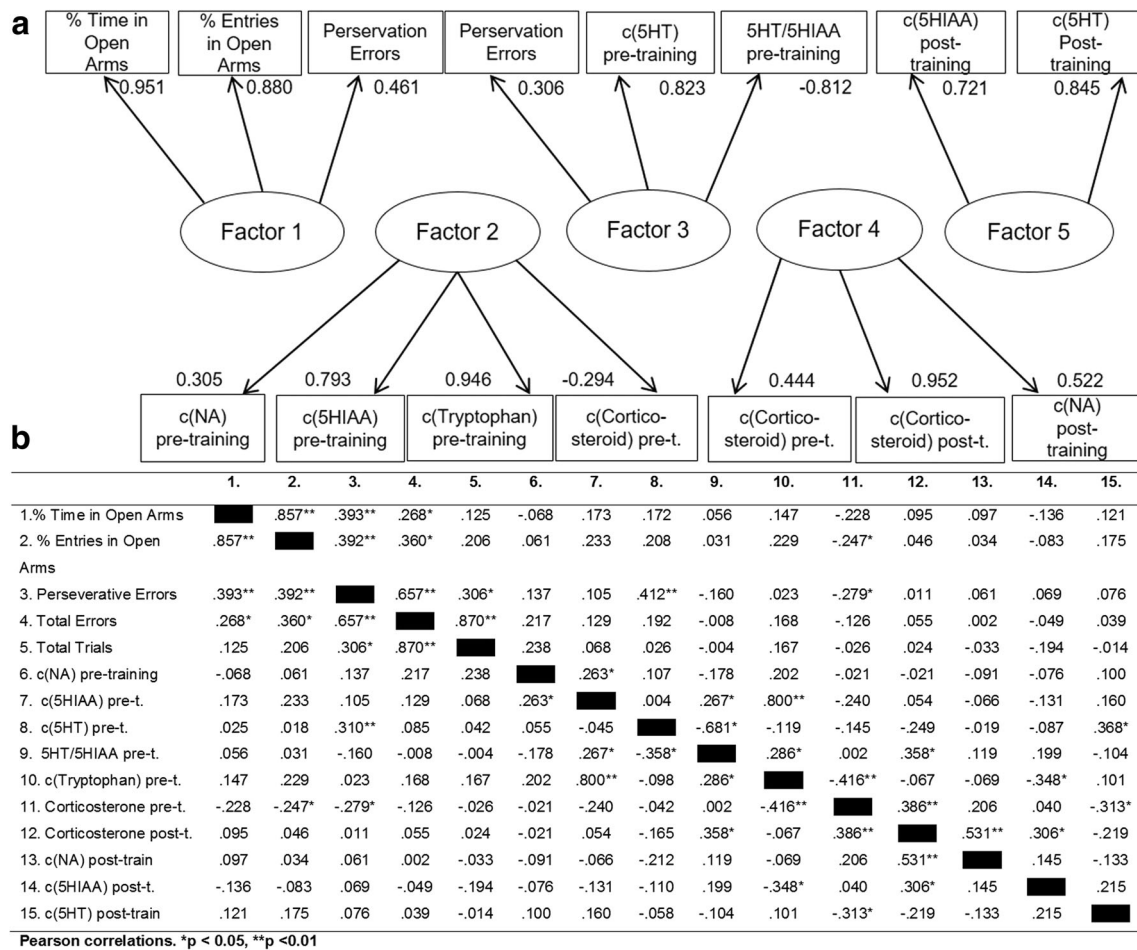 a
% Time in
Open
Arms
% Entries
in Open
Arms
Perservation
Errors
Perservation
Errors
c(5HT)
pre-training
5HT/5HIAA
pre-training
c(5HIAA)
post-
training
c(5HT)
Post-
training
0.951
0.880
0.461
0.306
0.823
-0.812
0.721
0.845
Factor 1
Factor 2
Factor 3
Factor 4
Factor 5
0.305
0.793
0.946
-0.294
0.444
0.952
0.522
c(NA)
pre-training
c(5HIAA)
pre-training
c(Tryptophan)
pre-training
c(Cortico-
steroid) pre-t.
c(Cortico-
steroid) pre-t.
c(Cortico-
steroid) post-t.
c(NA)
post-
training
b
1. 2. 3. 4. 5. 6. 7. 8. 9. 10. 11. 12. 13. 14. 15.
1.% Time in Open Arms .857** .393** .268* .125 -.068 .173 .172 .056 .147 -.228 .095 .097 -.136 .121
2. % Entries in Open .857** .392** .360* .206 .061 .233 .208 .031 .229 -.247* .046 .034 -.083 .175
Arms
3. Perseverative Errors .393** .392** .657** .306* .137 .105 .412** -.160 .023 -.279* .011 .061 .069 .076
4. Total Errors .268* .360* .657** .870** .217 .129 .192 -.008 .168 -.126 .055 .002 -.049 .039
5. Total Trials .125 .206 .306* .870** .238 .068 .026 -.004 .167 -.026 .024 -.033 -.194 -.014
6. c(NA) pre-training -.068 .061 .137 .217 .238 .263* .107 -.178 .202 -.021 -.021 -.091 -.076 .100
7. c(5HIAA) pre-t. .173 .233 .105 .129 .068 .263* .004 .267* .800** -.240 .054 -.066 -.131 .160
8. c(5HT) pre-t. .025 .018 .310** .085 .042 .055 -.045 -.681* -.119 -.145 -.249 -.019 -.087 .368*
9. 5HT/5HIAA pre-t. .056 .031 -.160 -.008 -.004 -.178 .267* -.358* .286* .002 .358* .119 .199 -.104
10. c(Tryptophan) pre-t. .147 .229 .023 .168 .167 .202 .800** -.098 .286* -.416** -.067 -.069 -.348* .101
11. Corticosterone pre-t. -.228 -.247* -.279* -.126 -.026 -.021 -.240 -.042 .002 -.416** .386** .206 .040 -.313*
12. Corticosterone post-t. .095 .046 .011 .055 .024 -.021 .054 -.165 .358* -.067 .386** .531** .306* -.219
13. c(NA) post-train .097 .034 .061 .002 -.033 -.091 -.066 -.212 .119 -.069 .206 .531** .145 -.133
14. c(5HIAA) post-t. -.136 -.083 .069 -.049 -.194 -.076 -.131 -.110 .199 -.348* .040 .306* .145 .215
15. c(5HT) post-train .121 .175 .076 .039 -.014 .100 .160 -.058 -.104 .101 -.313* -.219 -.133 .215
Pearson correlations. *p < 0.05, **p <0.01